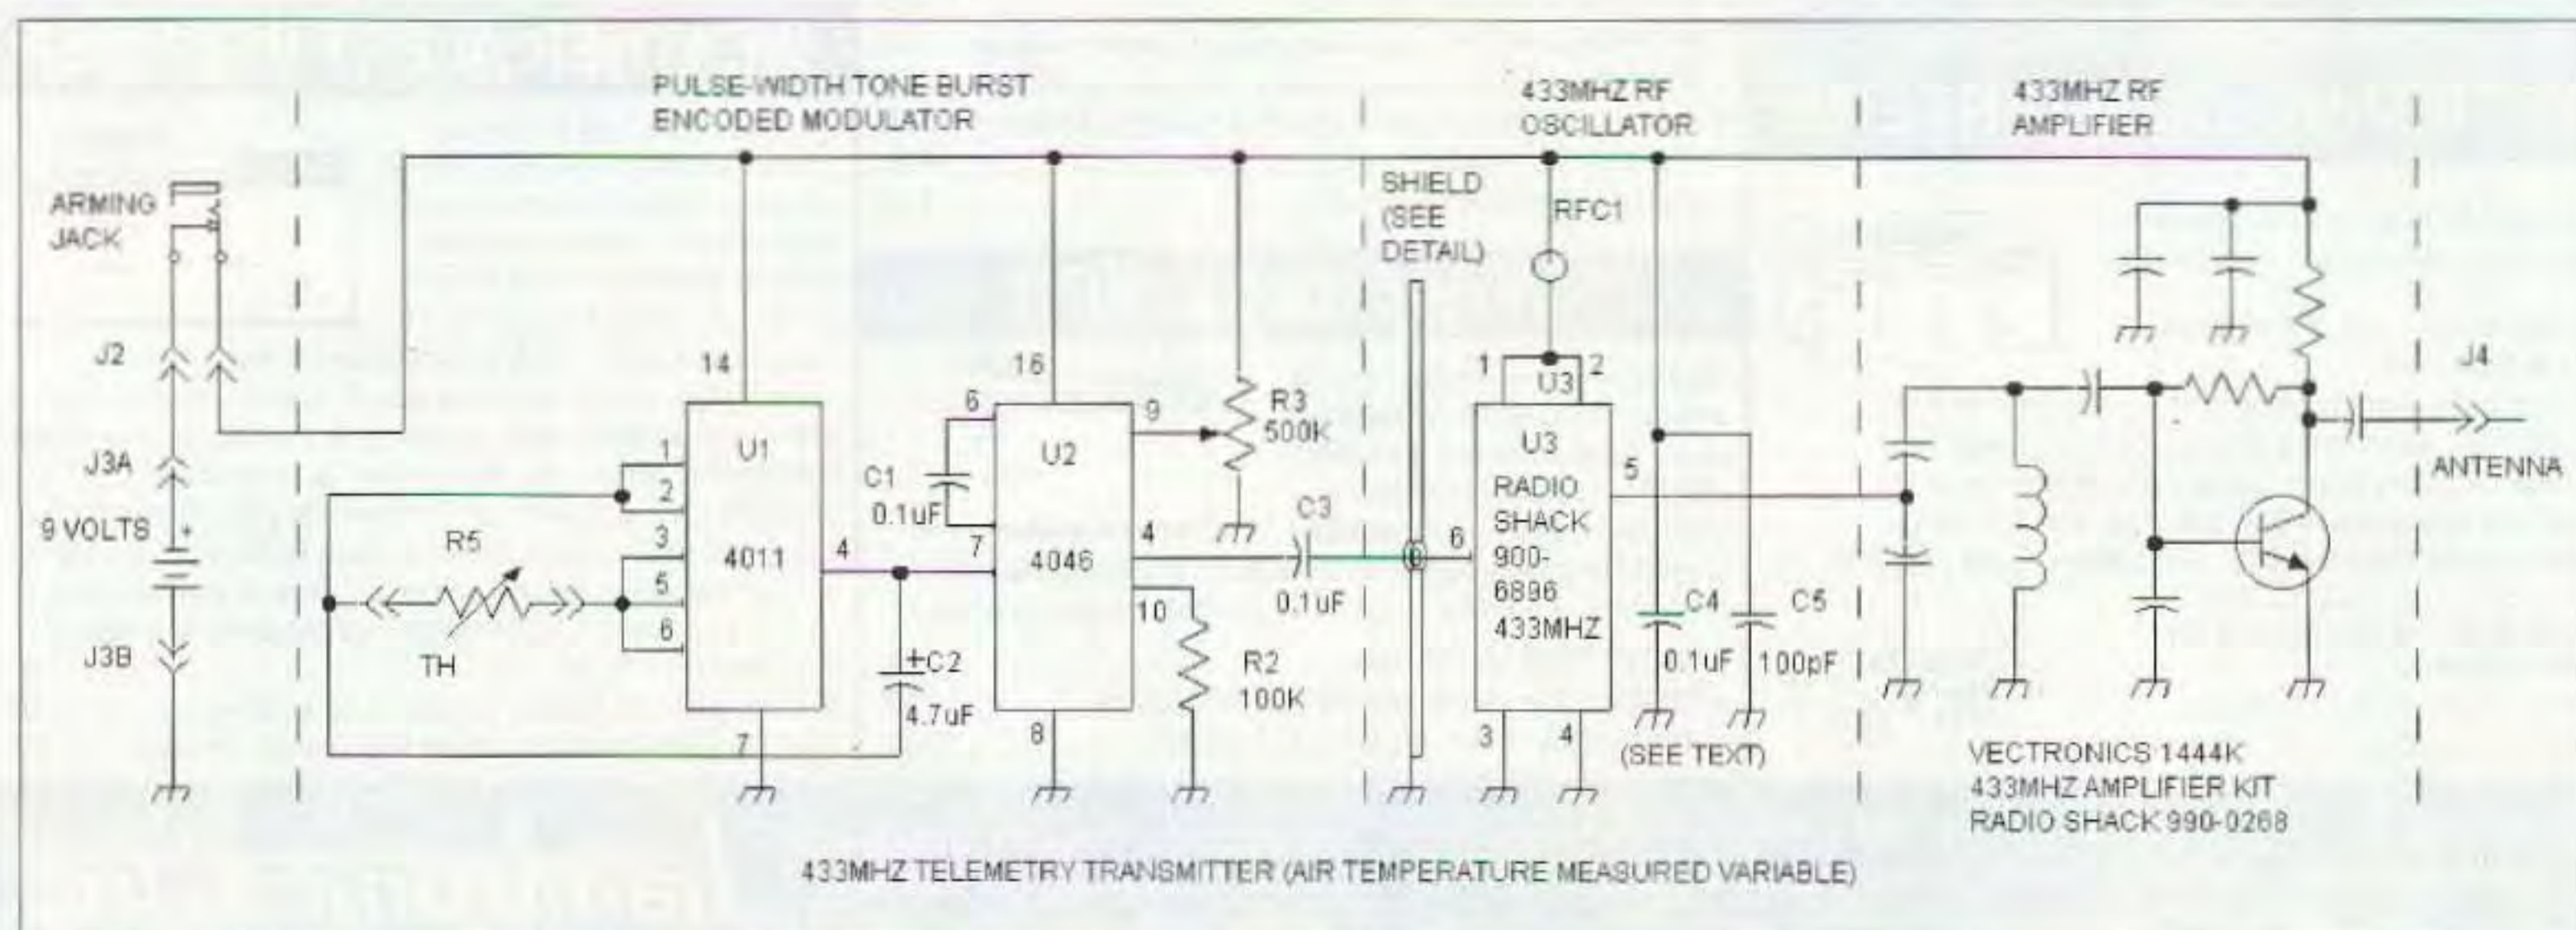 PULSE-WIDTH TONE BURST
ENCODED MODULATOR
433MHZ RF
OSCILLATOR
433MHZ RF
AMPLIFIER
ARMING
JACK
SHIELD
(SEE
DETAIL)
RFC1
J2
14
16
1
2
U3
J4
J3A
9 VOLTS
+
J3B
R5
TH
1
2
3
5
6
U1
4011
4
7
+C2
4.7uF
6
C1
0.1uF
7
U2
4046
9
4
10
8
R3
500K
C3
0.1uF
R2
100K
6
U3
RADIO
SHACK
900-
6896
433MHZ
5
3
4
C4
0.1uF
C5
100pF
(SEE TEXT)
ANTENNA
VECTRONICS 1444K
433MHZ AMPLIFIER KIT
RADIO SHACK 990-0268
433MHZ TELEMETRY TRANSMITTER (AIR TEMPERATURE MEASURED VARIABLE)